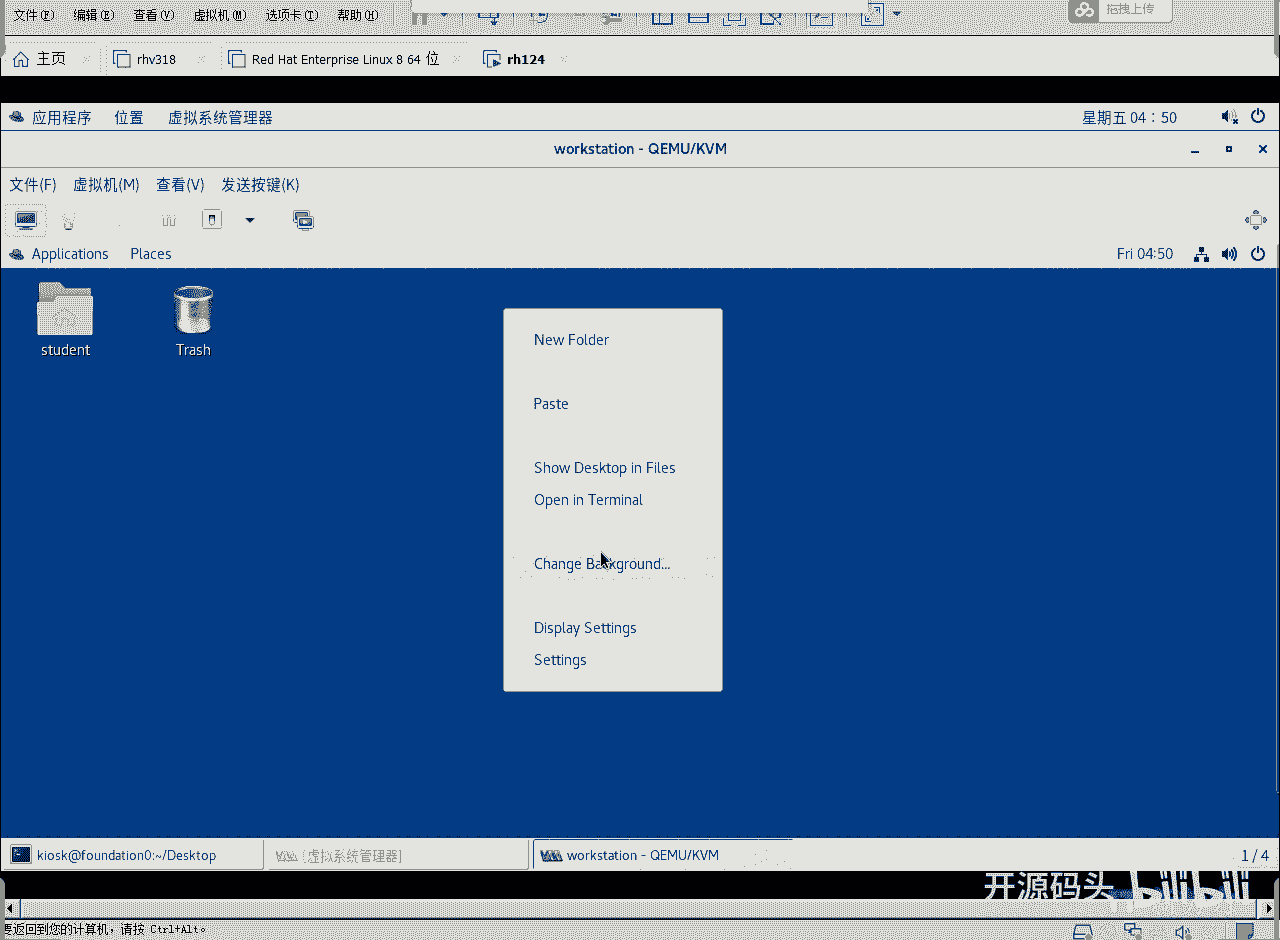 文件(F) 编辑(E) 查看(V) 虚拟机(M) 选项卡(T) 帮助(H) 拖拽上传
主页 rhv318 Red Hat Enterprise Linux 8 64 位 rh124
应用程序 位置 虚拟系统管理器 星期五 04：50
workstation - QEMU/KVM
文件(F) 虚拟机(M) 查看(V) 发送按键(K)
Applications Places Fri 04:50
student Trash
New Folder
Paste
Show Desktop in Files
Open in Terminal
Change Background...
Display Settings
Settings
kiosk@foundation0:~/Desktop [虚拟系统管理器] workstation - QEMU/KVM 1 / 4
开源码头 bilibili
要返回到您的计算机，请按 Ctrl+Alt。